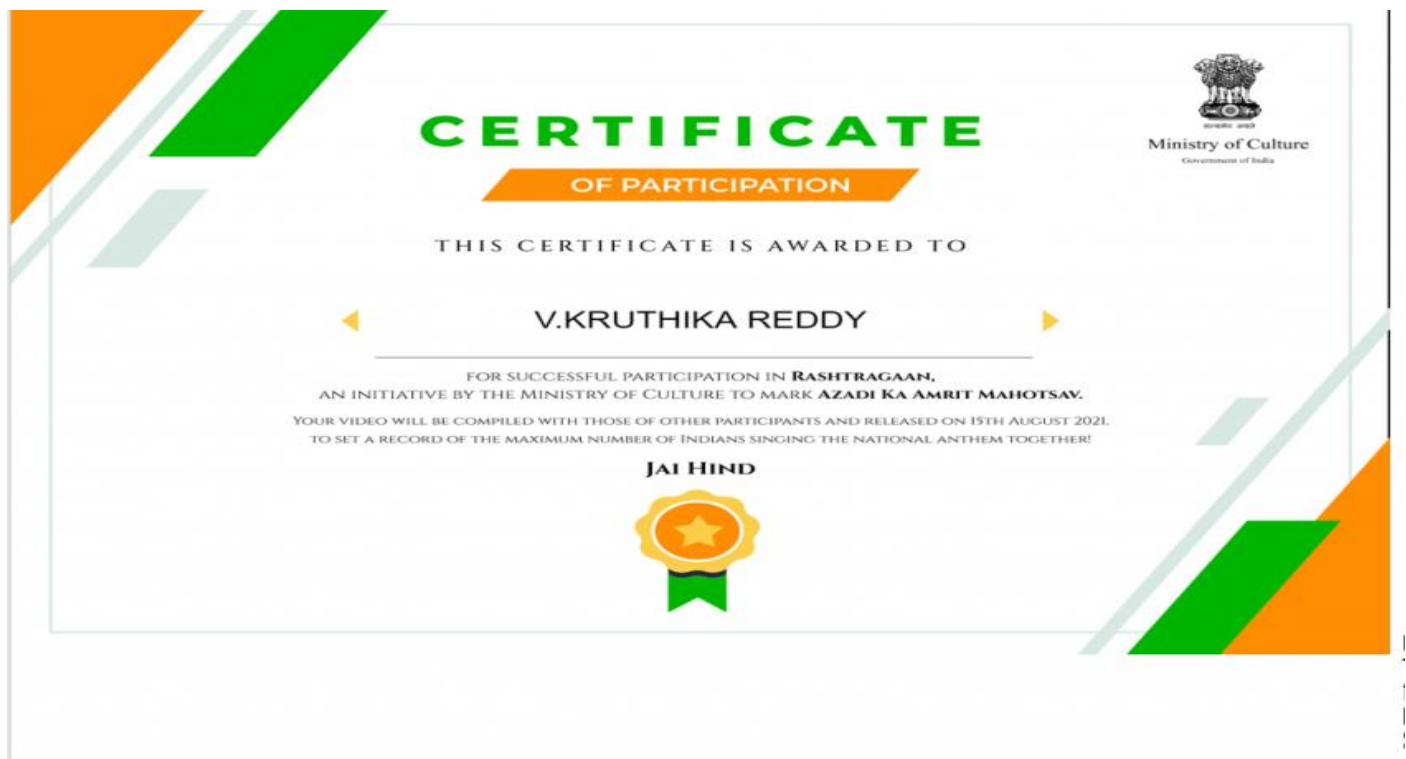 CERTIFICATE
OF PARTICIPATION
Ministry of Culture
Government of India
THIS CERTIFICATE IS AWARDED TO
V.KRUTHIKA REDDY
FOR SUCCESSFUL PARTICIPATION IN RASHTRAGAAN,
AN INITIATIVE BY THE MINISTRY OF CULTURE TO MARK AZADI KA AMRIT MAHOTSAV.
YOUR VIDEO WILL BE COMPILED WITH THOSE OF OTHER PARTICIPANTS AND RELEASED ON 15TH AUGUST 2021.
TO SET A RECORD OF THE MAXIMUM NUMBER OF INDIANS SINGING THE NATIONAL ANTHEM TOGETHER!
JAI HIND